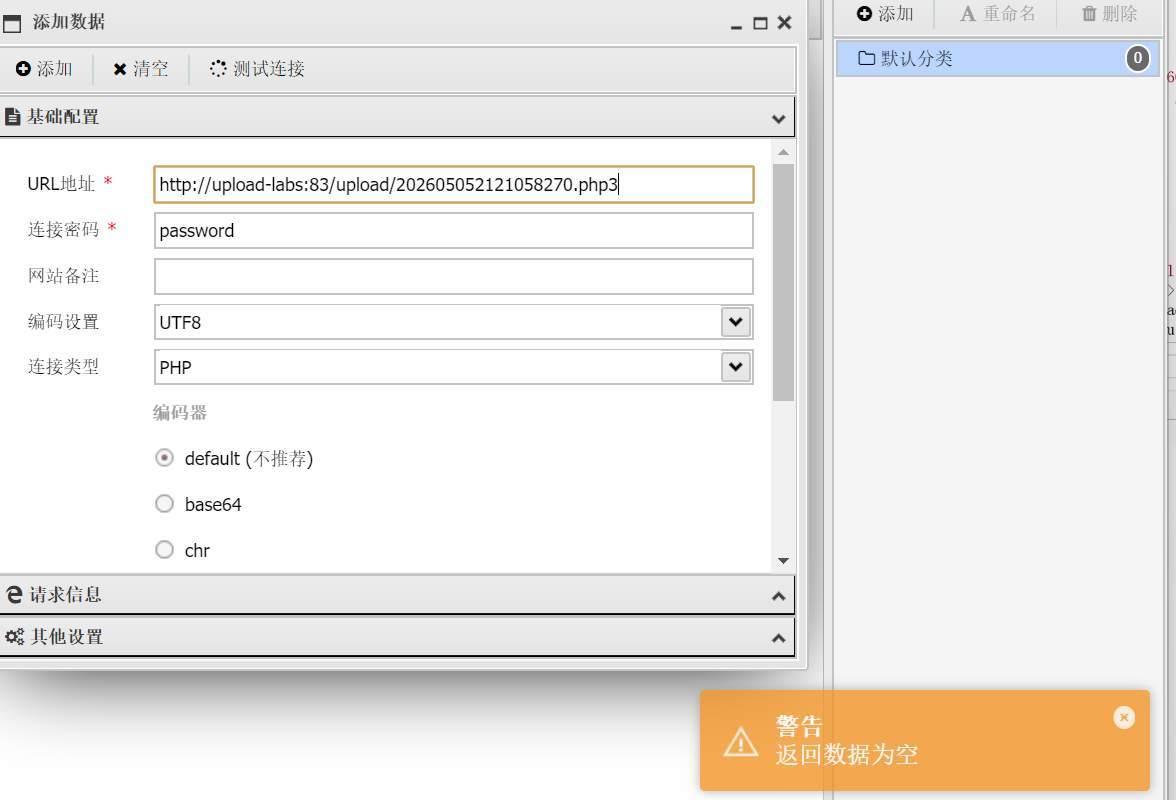 添加数据
添加 清空 测试连接
基础配置
URL地址 * http://upload-labs:83/upload/202605052121058270.php3
连接密码 * password
网站备注
编码设置 UTF8
连接类型 PHP
编码器
default (不推荐)
base64
chr
请求信息
其他设置
添加 重命名 删除
默认分类 0
警告
返回数据为空